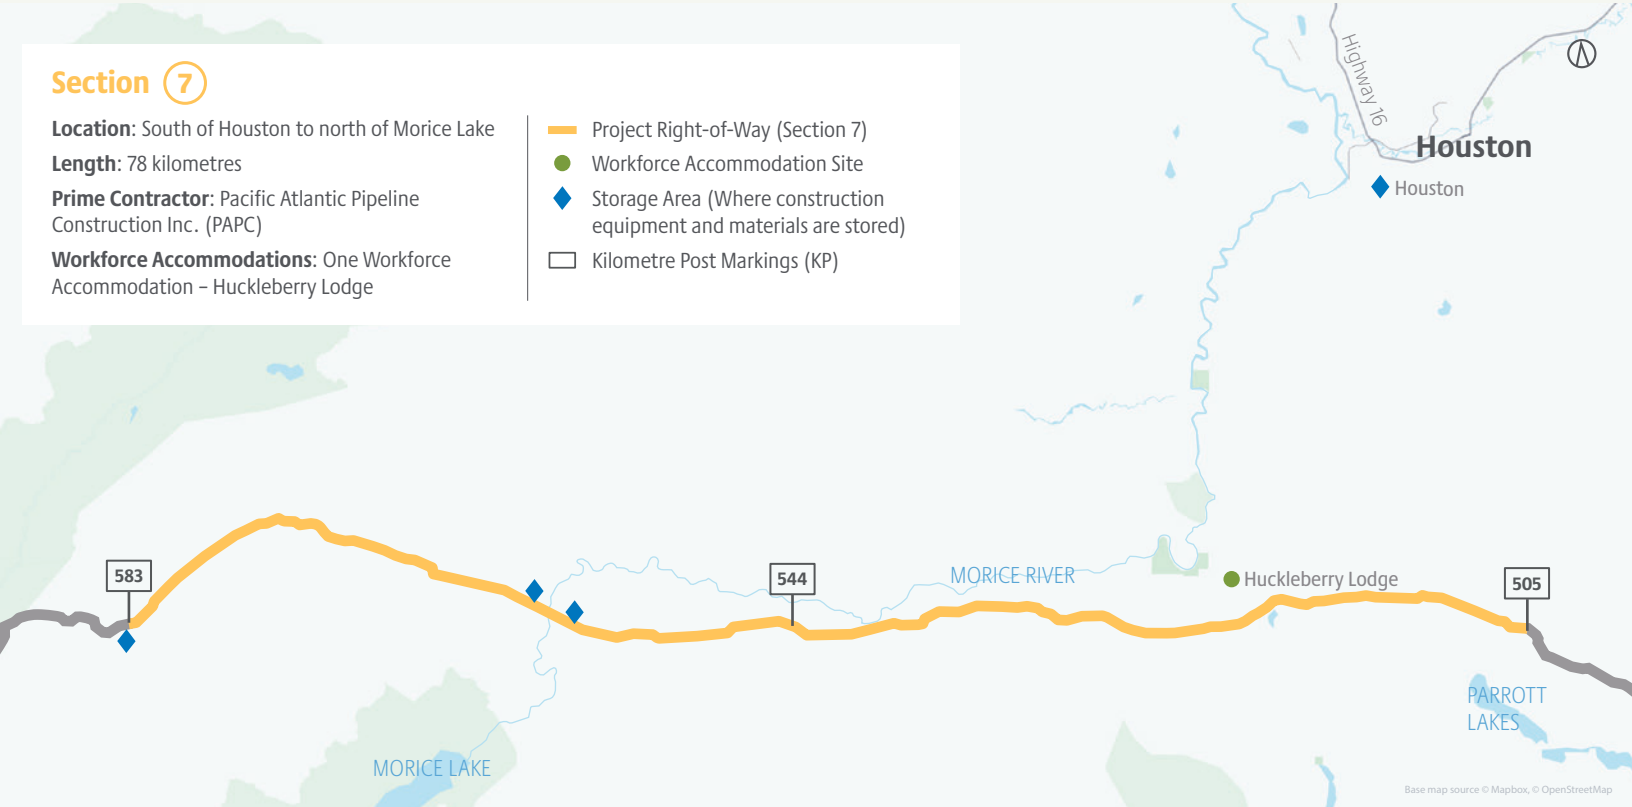 Section 7
Location: South of Houston to north of Morice Lake
Length: 78 kilometres
Prime Contractor: Pacific Atlantic Pipeline
Construction Inc. (PAPC)
Workforce Accommodations: One Workforce
Accommodation – Huckleberry Lodge
Project Right-of-Way (Section 7)
Workforce Accommodation Site
Storage Area (Where construction
equipment and materials are stored)
Kilometre Post Markings (KP)
Highway 16
Houston
Houston
583
544
MORICE RIVER
Huckleberry Lodge
505
PARROTT
LAKES
MORICE LAKE
Base map source © Mapbox, © OpenStreetMap